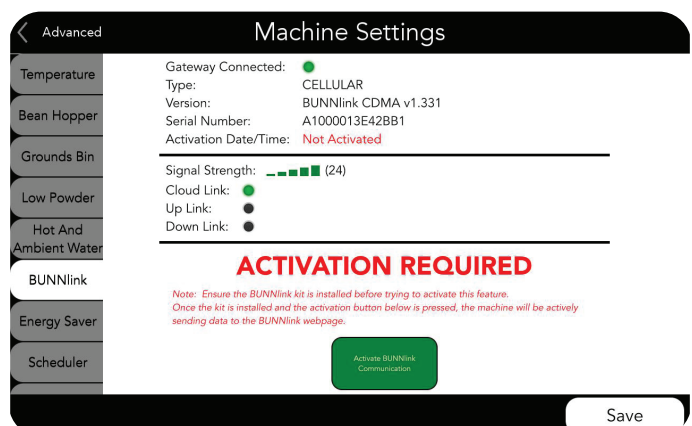 Advanced
Machine Settings
Temperature
Bean Hopper
Grounds Bin
Low Powder
Hot And
Ambient Water
BUNNlink
Energy Saver
Scheduler
Gateway Connected:
Type: CELLULAR
Version: BUNNlink CDMA v1.331
Serial Number: A1000013E42BB1
Activation Date/Time: Not Activated
Signal Strength: (24)
Cloud Link:
Up Link:
Down Link:
ACTIVATION REQUIRED
Note: Ensure the BUNNlink kit is installed before trying to activate this feature.
Once the kit is installed and the activation button below is pressed, the machine will be actively
sending data to the BUNNlink webpage.
Activate BUNNlink
Communication
Save